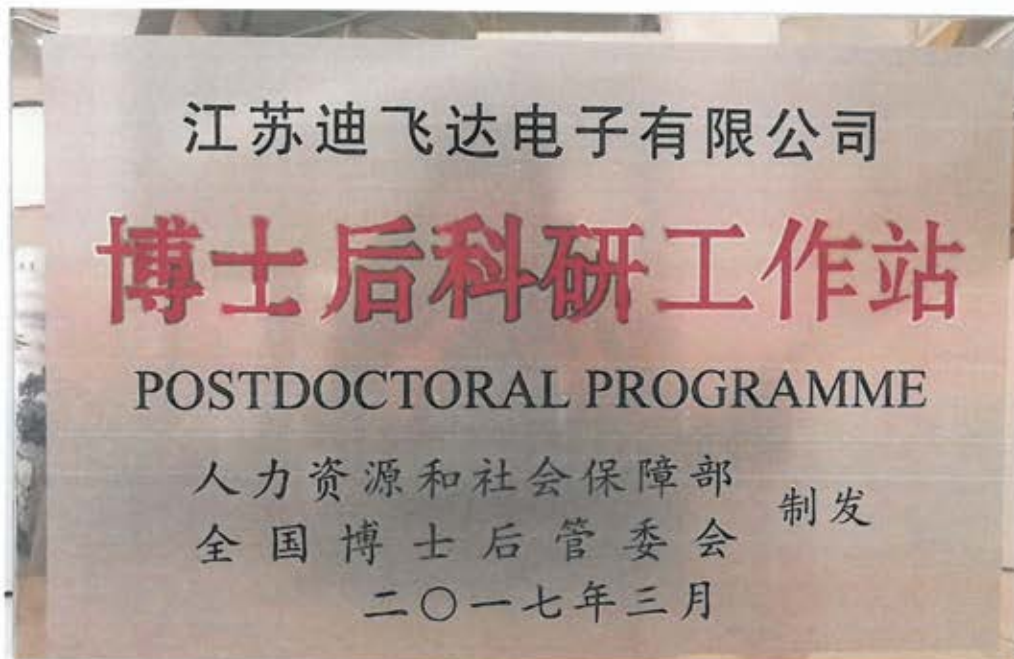 江苏迪飞达电子有限公司
博士后科研工作站
POSTDOCTORAL PROGRAMME
人力资源和社会保障部
全国博士后管委会
制发
二〇一七年三月